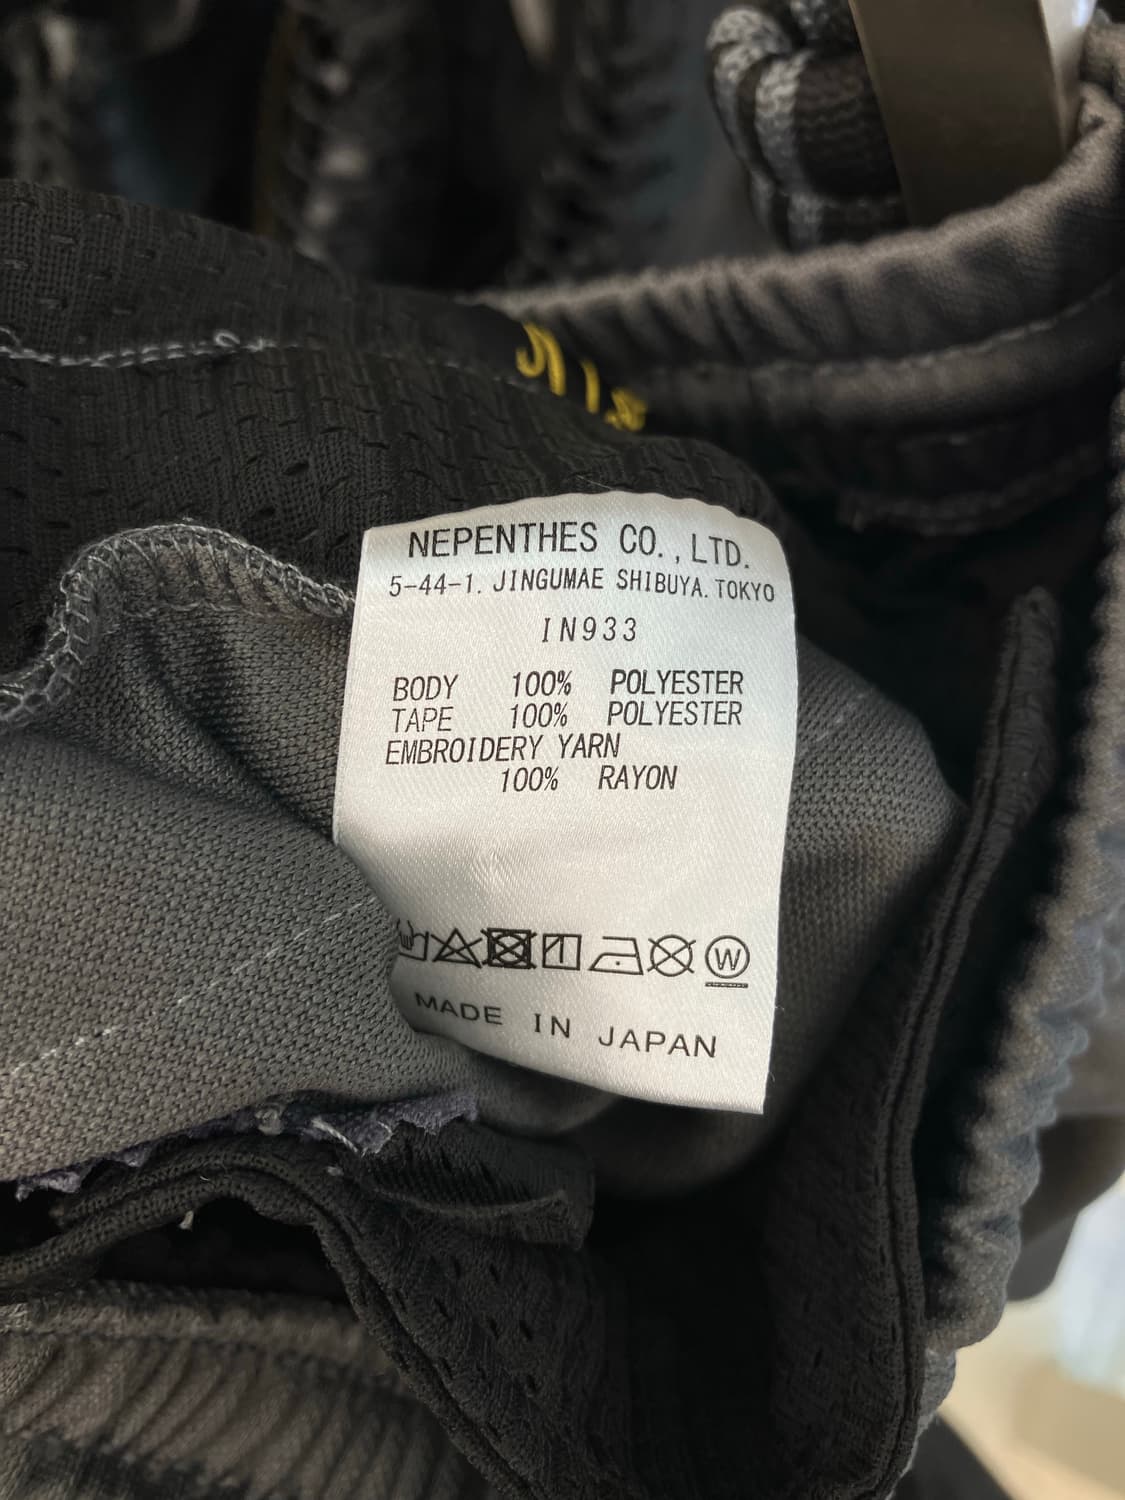 NEPENTHES CO.,LTD.
5-44-1. JINGUMAE SHIBUYA. TOKYO
IN933
BODY 100% POLYESTER
TAPE 100% POLYESTER
EMBROIDERY YARN
100% RAYON
W
MADE IN JAPAN